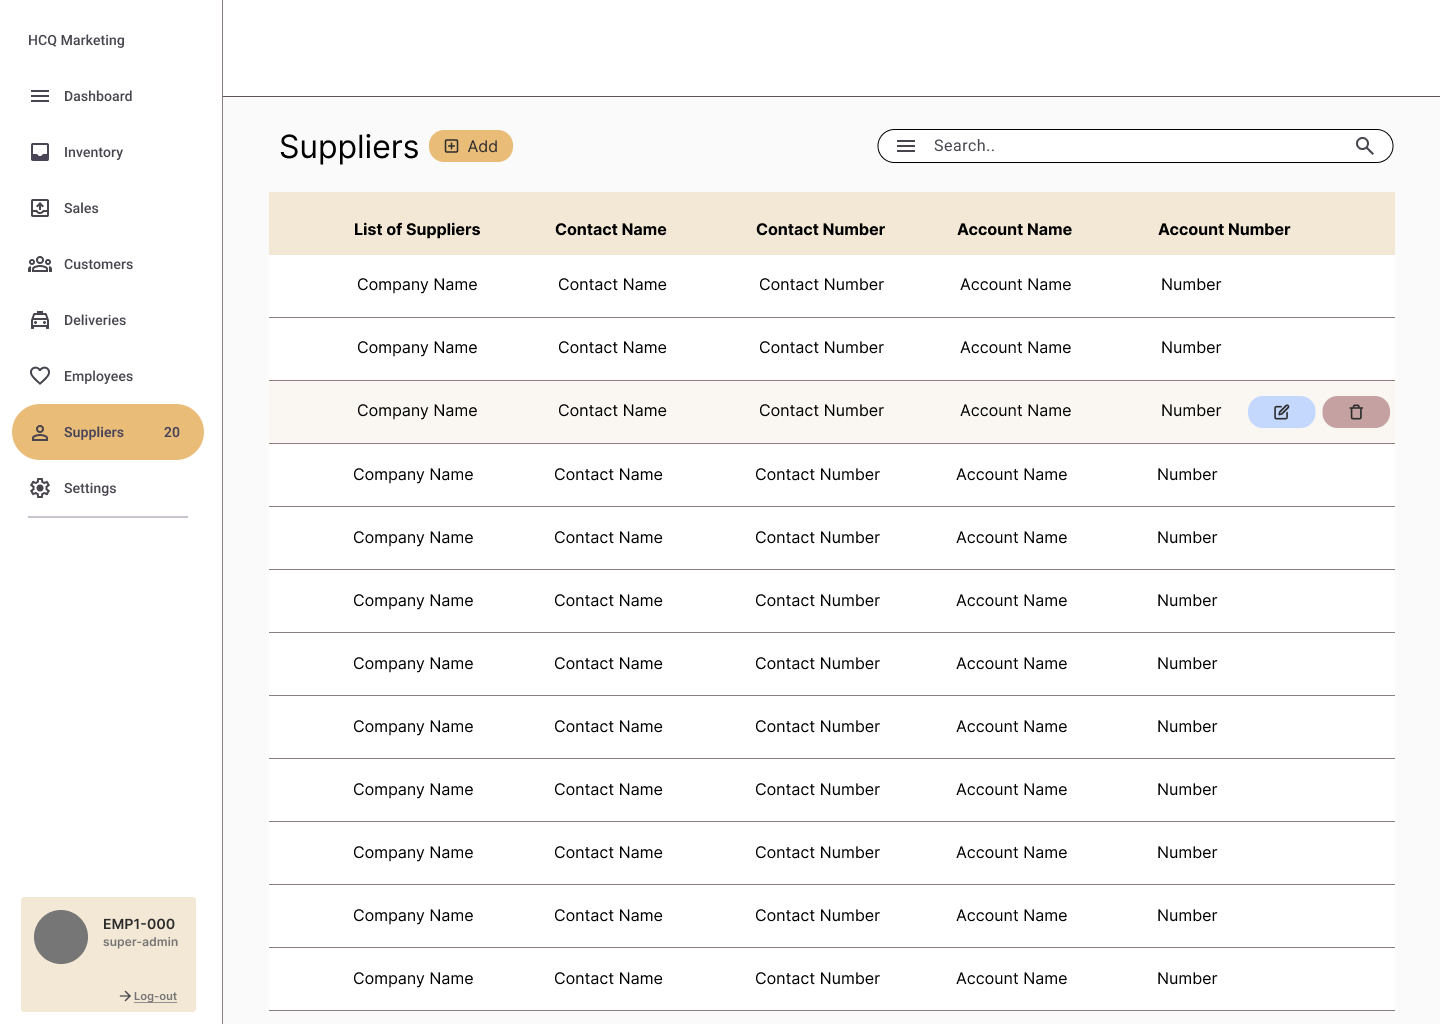 HCQ Marketing
Dashboard
Inventory
Sales
Customers
Deliveries
Employees
Suppliers 20
Settings
EMP1-000
super-admin
Log-out
Suppliers Add Search..
List of Suppliers Contact Name Contact Number Account Name Account Number
Company Name Contact Name Contact Number Account Name Number
Company Name Contact Name Contact Number Account Name Number
Company Name Contact Name Contact Number Account Name Number
Company Name Contact Name Contact Number Account Name Number
Company Name Contact Name Contact Number Account Name Number
Company Name Contact Name Contact Number Account Name Number
Company Name Contact Name Contact Number Account Name Number
Company Name Contact Name Contact Number Account Name Number
Company Name Contact Name Contact Number Account Name Number
Company Name Contact Name Contact Number Account Name Number
Company Name Contact Name Contact Number Account Name Number
Company Name Contact Name Contact Number Account Name Number